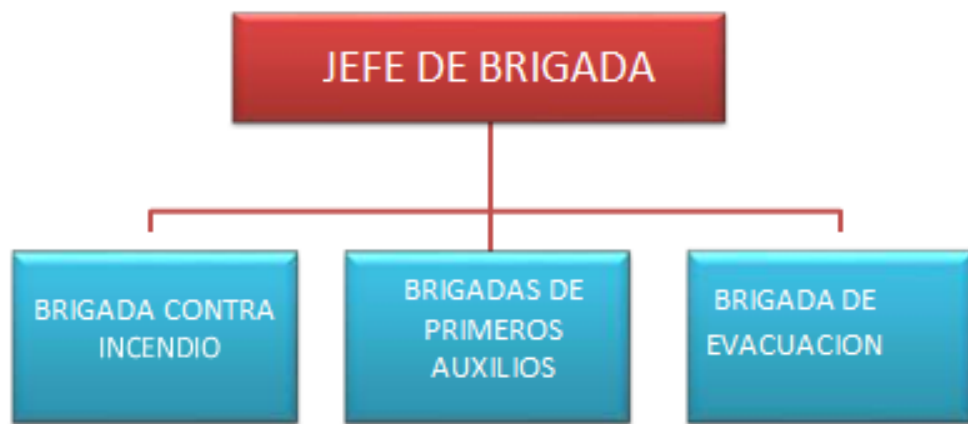 JEFE DE BRIGADA
BRIGADA CONTRA
INCENDIO
BRIGADAS DE
PRIMEROS
AUXILIOS
BRIGADA DE
EVACUACION